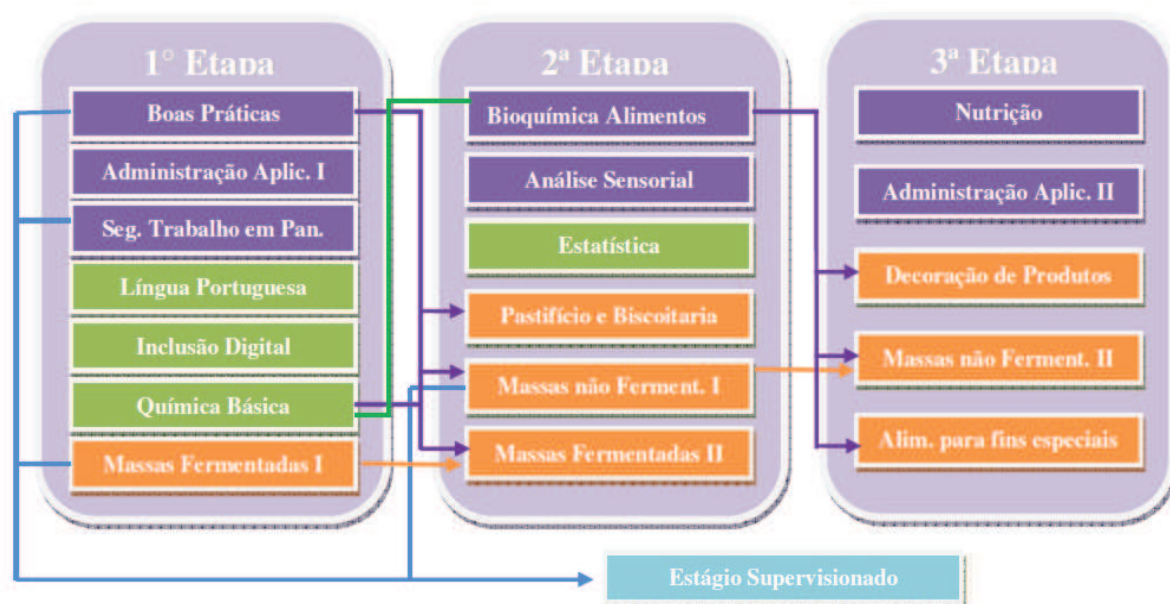 1° Etapa
Boas Práticas
Administração Aplic. I
Seg. Trabalho em Pan.
Língua Portuguesa
Inclusão Digital
Química Básica
Massas Fermentadas I
2ª Etapa
Bioquímica Alimentos
Análise Sensorial
Estatística
Pastifício e Biscoitaria
Massas não Ferment. I
Massas Fermentadas II
3ª Etapa
Nutrição
Administração Aplic. II
Decoração de Produtos
Massas não Ferment. II
Alim. para fins especiais
Estágio Supervisionado